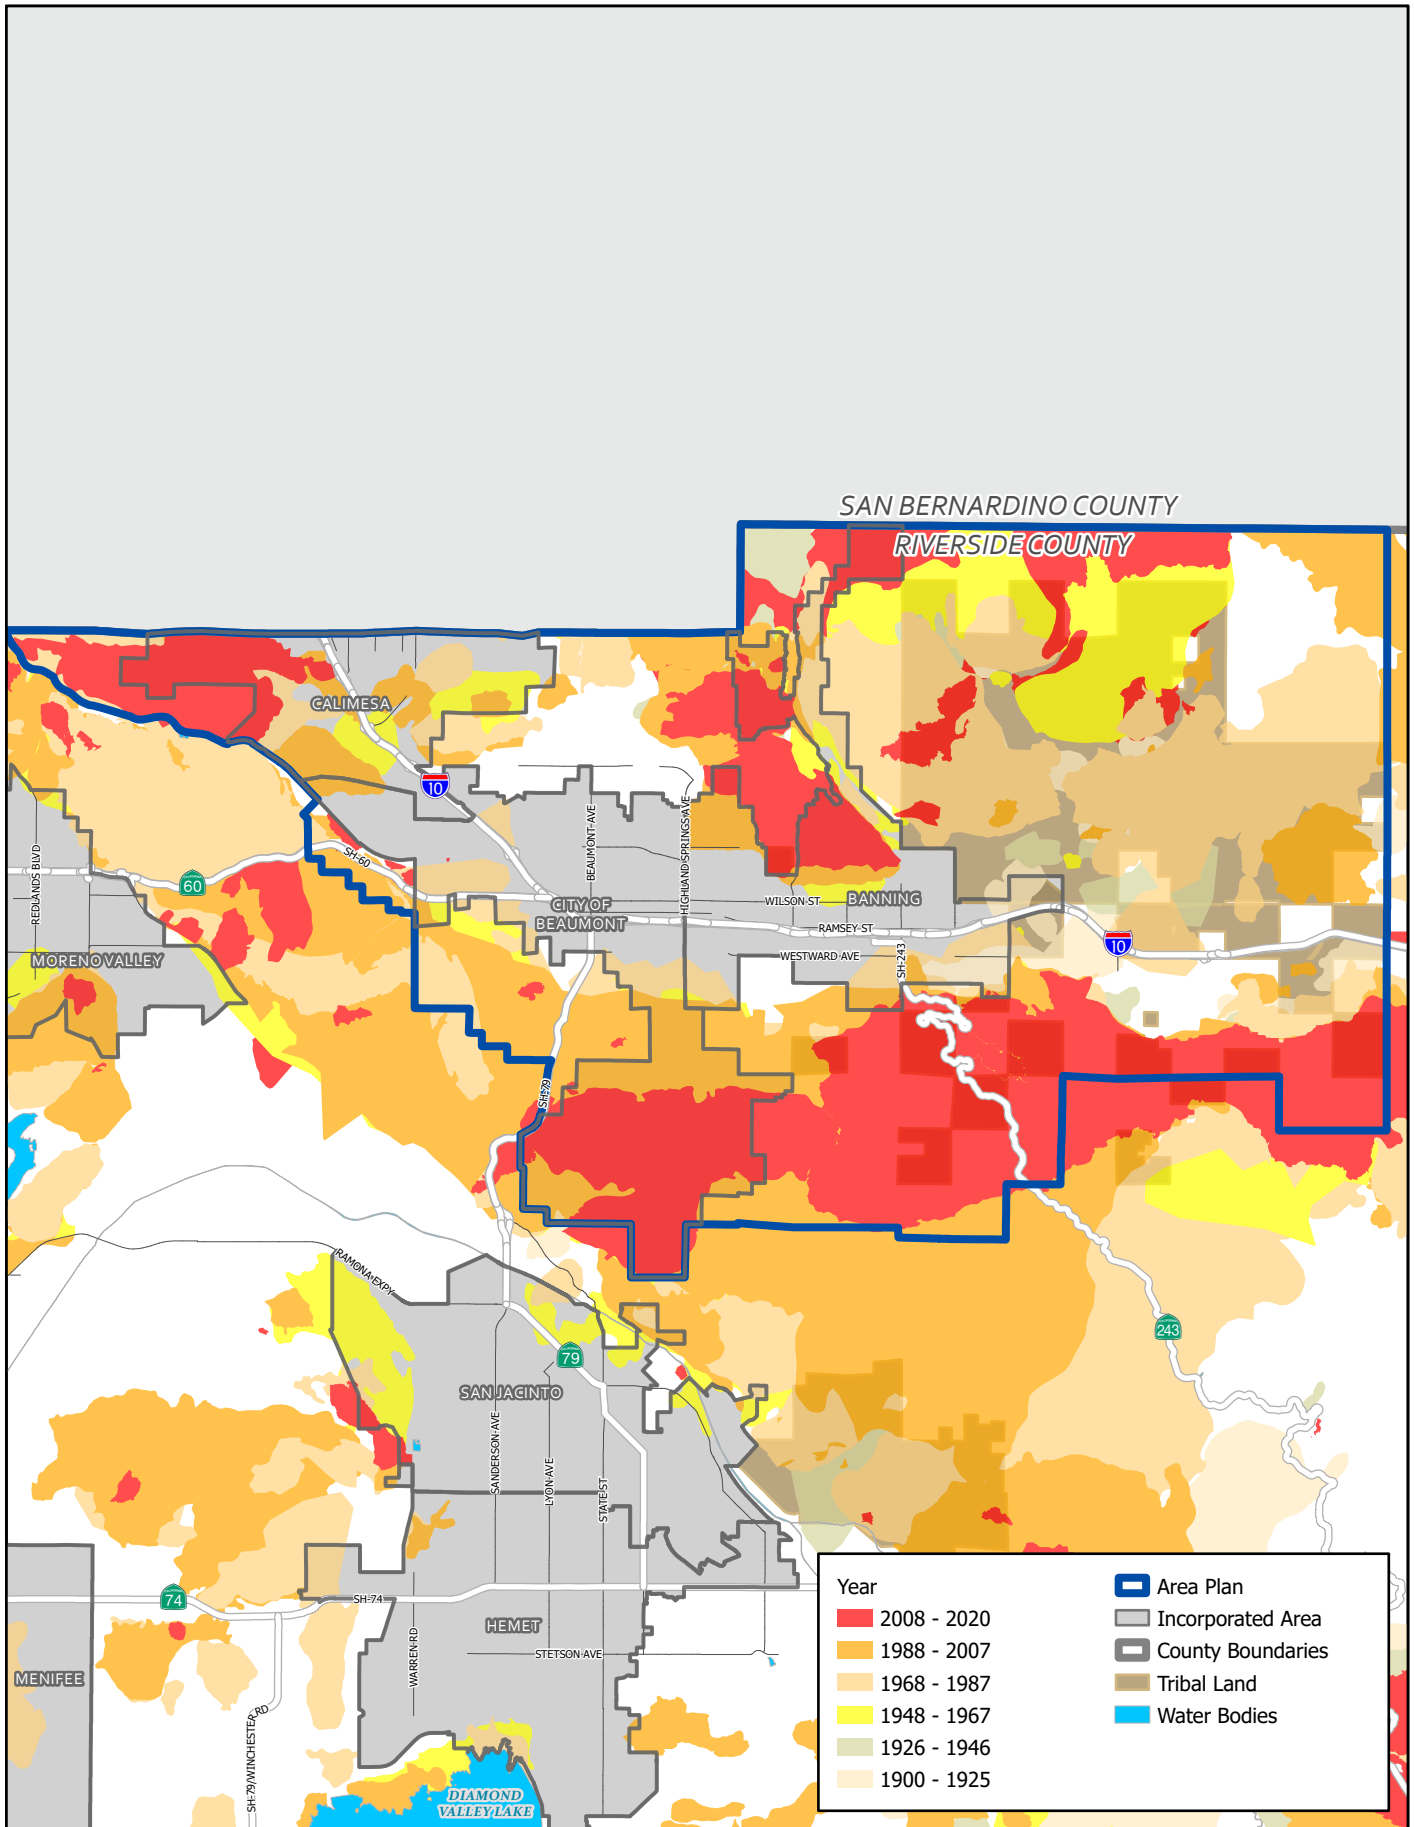 SAN BERNARDINO COUNTY
RIVERSIDE COUNTY
CALIMESA
10
BEAUMONT AVE
HIGHLAND SPRINGS AVE
REDLANDS BLVD
SH-60
CALIFORNIA
60
WILSON ST
BANNING
CITY OF
BEAUMONT
RAMSEY ST
10
MORENO VALLEY
WESTWARD AVE
SH-243
SH-79
RAMONA EXPY
CALIFORNIA
243
CALIFORNIA
79
SAN JACINTO
SANDERSON AVE
LYON AVE
STATE ST
CALIFORNIA
74
SH-74
HEMET
STETSON AVE
WARREN RD
MENIFEE
SH-79/WINCHESTER RD
DIAMOND
VALLEY LAKE
Year
2008 - 2020
1988 - 2007
1968 - 1987
1948 - 1967
1926 - 1946
1900 - 1925
Area Plan
Incorporated Area
County Boundaries
Tribal Land
Water Bodies